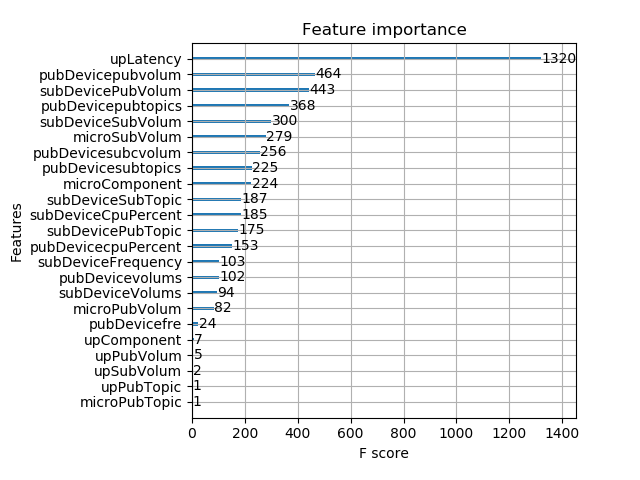 Feature importance
upLatency 1320
pubDevicepubvolum 464
subDevicePubVolum 443
pubDevicepubtopics 368
subDeviceSubVolum 300
microSubVolum 279
pubDevicesubcvolum 256
pubDevicesubtopics 225
microComponent 224
subDeviceSubTopic 187
subDeviceCpuPercent 185
subDevicePubTopic 175
pubDevicecpuPercent 153
subDeviceFrequency 103
pubDevicevolums 102
subDeviceVolums 94
microPubVolum 82
pubDevicefre 24
upComponent 7
upPubVolum 5
upSubVolum 2
upPubTopic 1
microPubTopic 1
Features
0 200 400 600 800 1000 1200 1400
F score